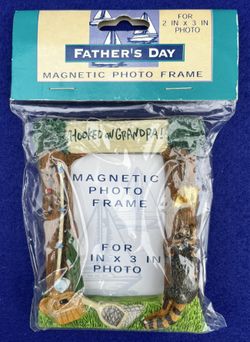 FOR
2 IN x 3 IN
PHOTO
FATHER'S DAY
MAGNETIC PHOTO FRAME
HOOKED ON GRANDPA!
MAGNETIC
PHOTO
FRAME
FOR
2 IN x 3 IN
PHOTO